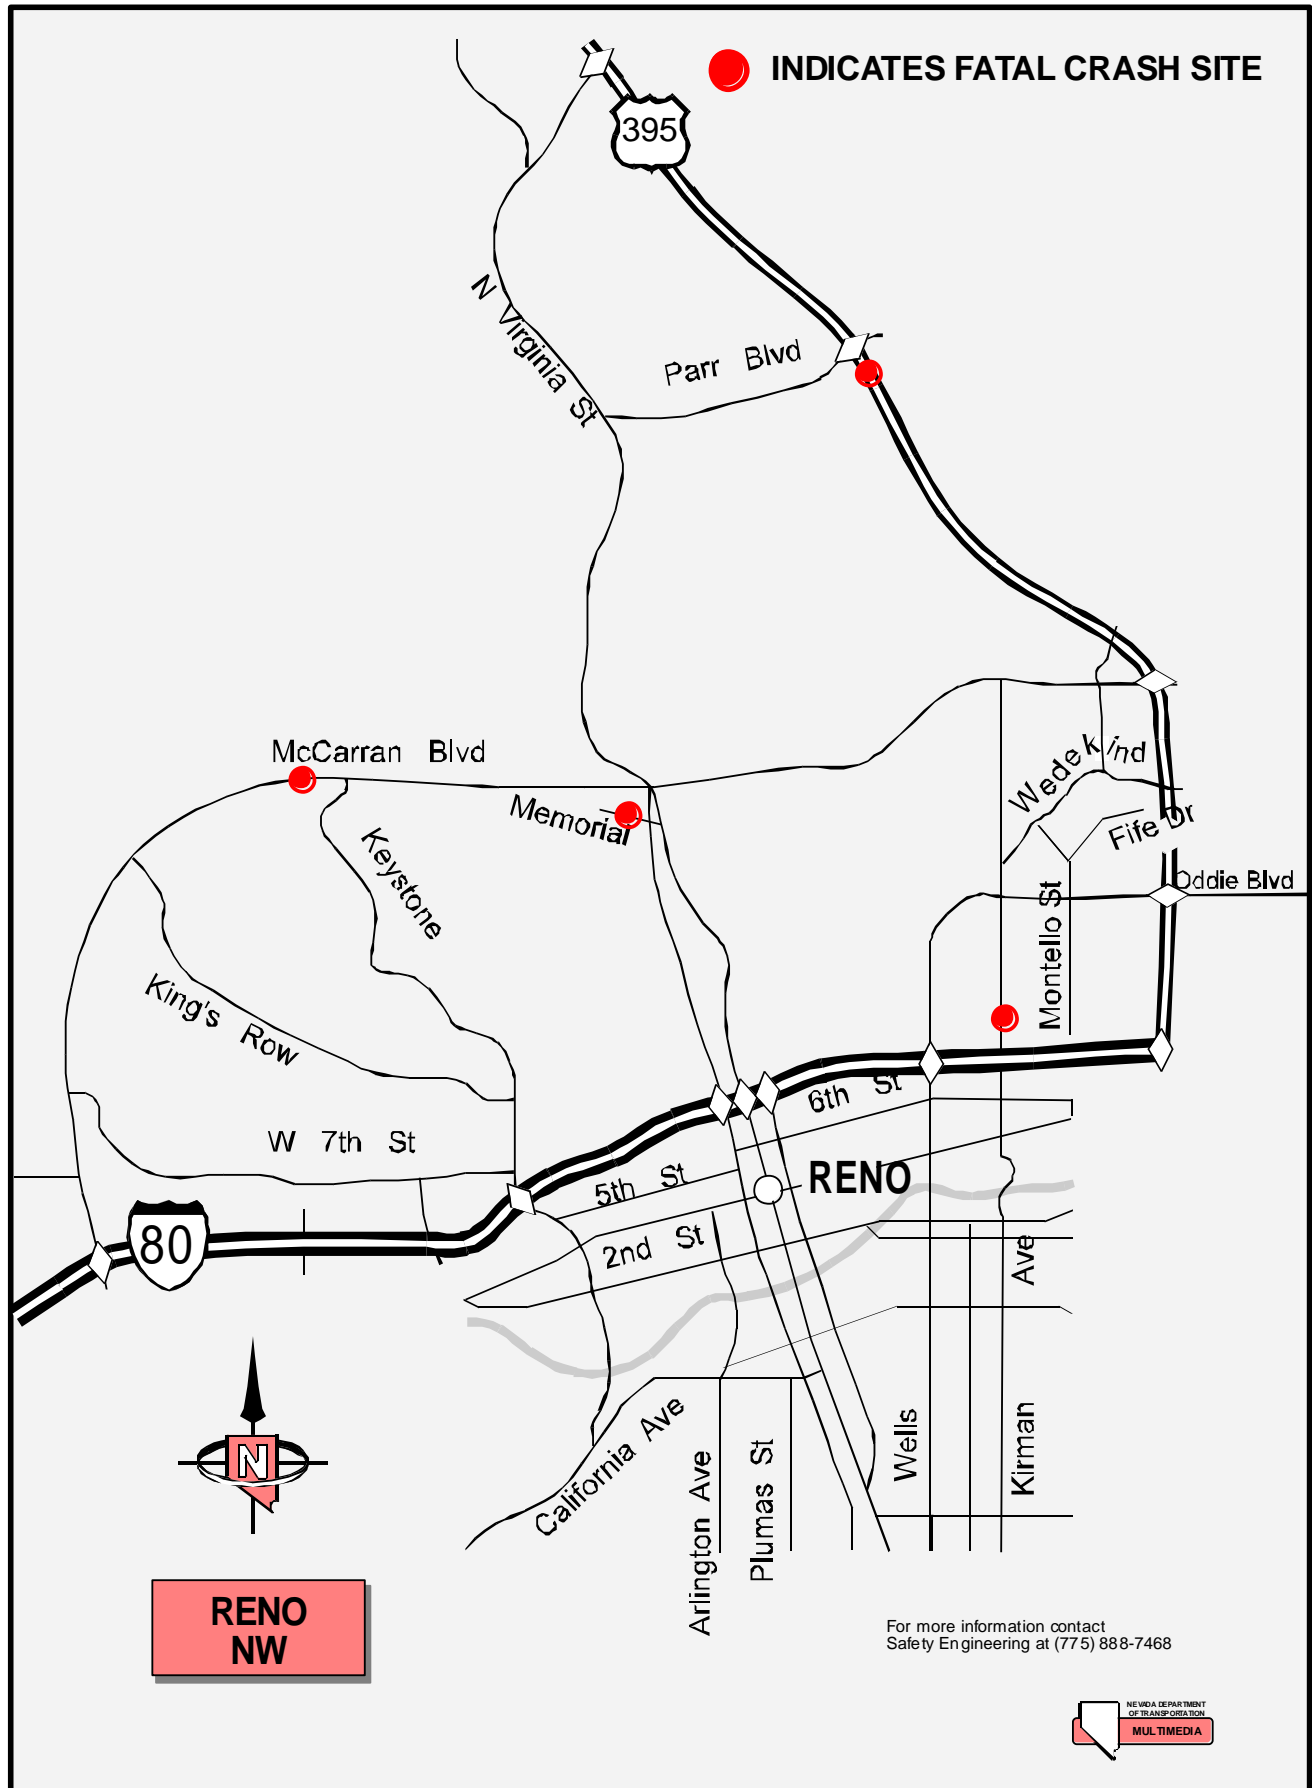 INDICATES FATAL CRASH SITE
395
N Virginia St
Parr Blvd
McCarran Blvd
Memorial
Wedekind
Fife Dr
Keystone
Oddie Blvd
Montello St
King's Row
6th St
W 7th St
5th St
RENO
80
2nd St
Ave
Wells
Kirman
California Ave
Arlington Ave
Plumas St
N
RENO
NW
For more information contact
Safety Engineering at (775) 888-7468
NEVADA DEPARTMENT
OF TRANSPORTATION
MULTIMEDIA